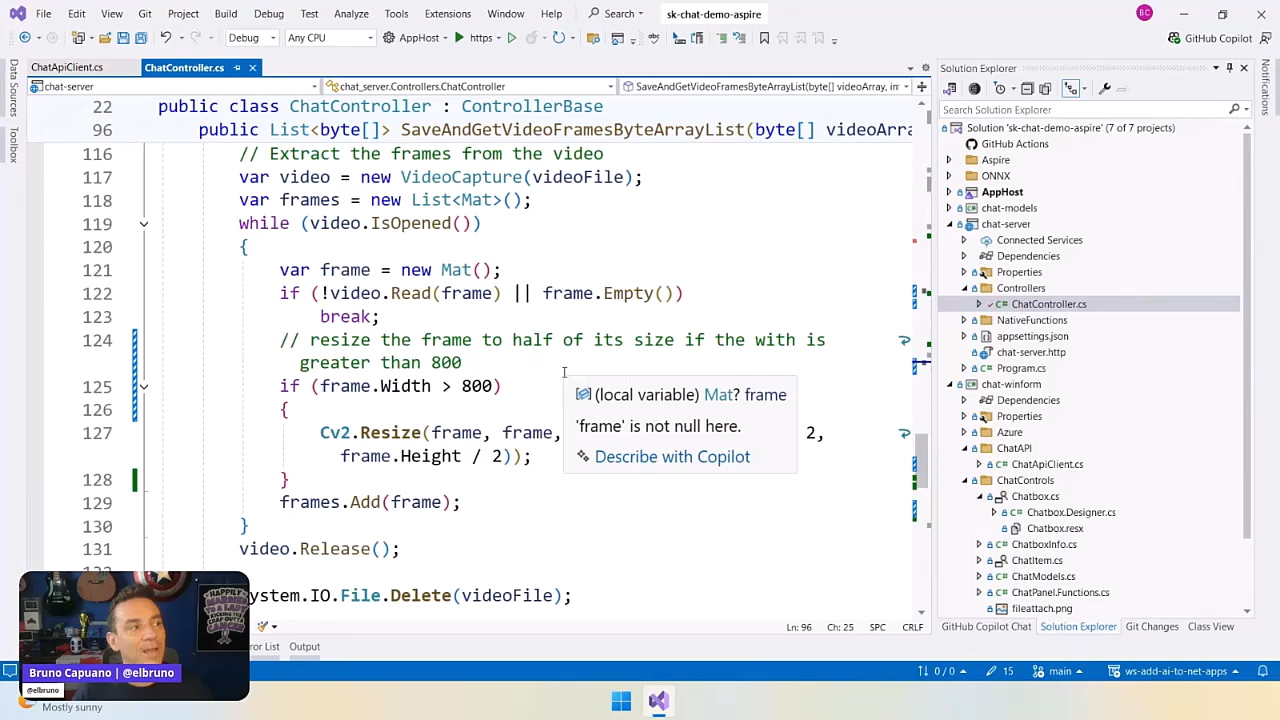 File Edit View Git Project Build Debug Test Analyze Tools Extensions Window Help Search sk-chat-demo-aspire BC
Debug Any CPU AppHost https GitHub Copilot
Data Sources
Toolbox
ChatApiClient.cs ChatController.cs
chat-server chat_server.Controllers.ChatController SaveAndGetVideoFramesByteArrayList(byte[] videoArray, int
22 public class ChatController : ControllerBase
96 public List<byte[]> SaveAndGetVideoFramesByteArrayList(byte[] videoArra
116 // Extract the frames from the video
117 var video = new VideoCapture(videoFile);
118 var frames = new List<Mat>();
119 while (video.IsOpened())
120 {
121 var frame = new Mat();
122 if (!video.Read(frame) || frame.Empty())
123 break;
124 // resize the frame to half of its size if the with is
greater than 800
125 if (frame.Width > 800)
126 {
127 Cv2.Resize(frame, frame, 2,
frame.Height / 2));
128 }
129 frames.Add(frame);
130 }
131 video.Release();
System.IO.File.Delete(videoFile);
(local variable) Mat? frame
'frame' is not null here.
Describe with Copilot
Ln: 96 Ch: 25 SPC CRLF
Error List Output
Solution Explorer
Search Solution Explorer
Solution 'sk-chat-demo-aspire' (7 of 7 projects)
GitHub Actions
Aspire
ONNX
AppHost
chat-models
chat-server
Connected Services
Dependencies
Properties
Controllers
ChatController.cs
NativeFunctions
appsettings.json
chat-server.http
Program.cs
chat-winform
Dependencies
Properties
Azure
ChatAPI
ChatApiClient.cs
ChatControls
Chatbox.cs
Chatbox.Designer.cs
Chatbox.resx
ChatboxInfo.cs
ChatItem.cs
ChatModels.cs
ChatPanel.Functions.cs
fileattach.png
GitHub Copilot Chat Solution Explorer Git Changes Class View
Notifications
HAPPILY
MARRIED
Bruno Capuano | @elbruno
@elbruno
0 / 0 15 main ws-add-ai-to-net-apps
Mostly sunny